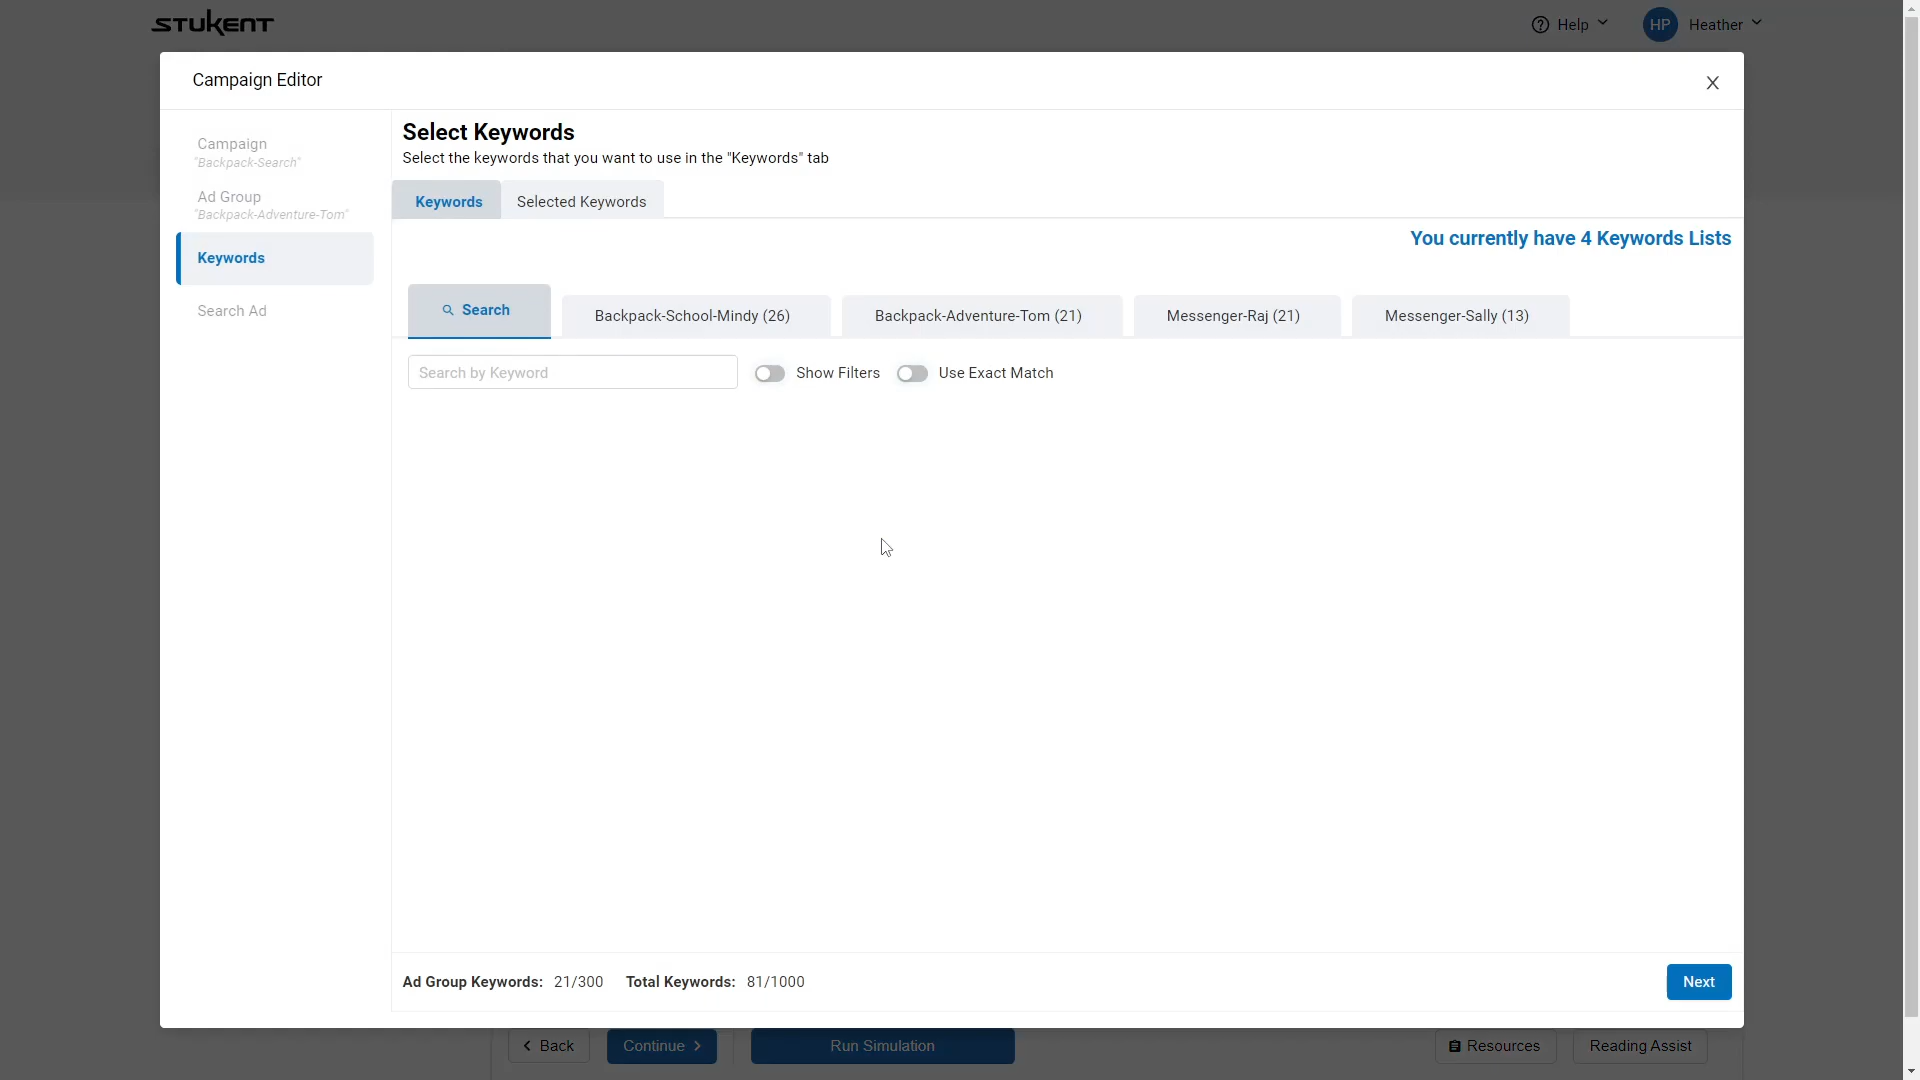 STUKENT
Help
HP
Heather
Campaign Editor
Campaign
"Backpack-Search"
Ad Group
"Backpack-Adventure-Tom"
Keywords
Search Ad
Select Keywords
Select the keywords that you want to use in the "Keywords" tab
Keywords
Selected Keywords
You currently have 4 Keywords Lists
Search
Backpack-School-Mindy (26)
Backpack-Adventure-Tom (21)
Messenger-Raj (21)
Messenger-Sally (13)
Search by Keyword
Show Filters
Use Exact Match
Ad Group Keywords: 21/300
Total Keywords: 81/1000
Next
Back
Continue
Run Simulation
Resources
Reading Assist